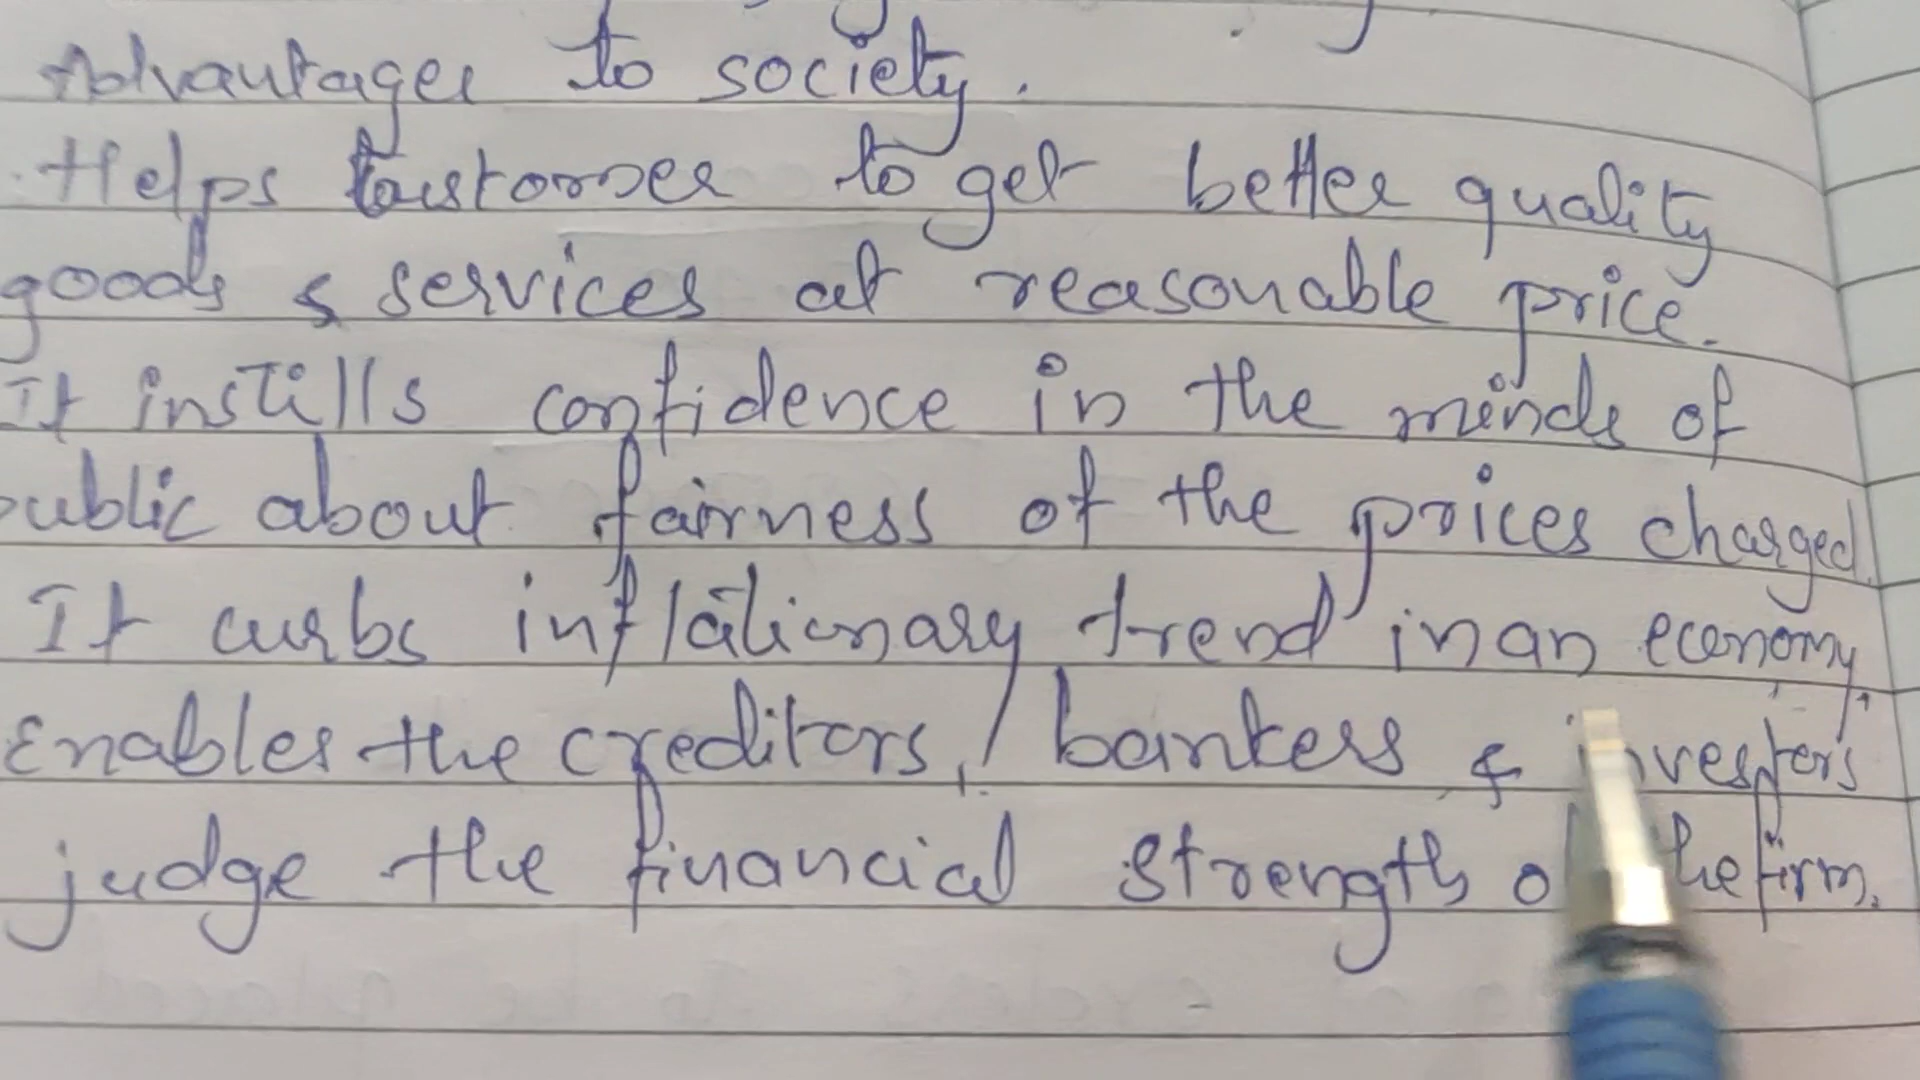 Advantages to society.
Helps customer to get better quality
goods & services at reasonable price.
It instills confidence in the minds of
public about fairness of the prices charged.
It curbs inflationary trend in an economy.
Enables the creditors, / bankers & investors
judge the financial strength of the firm.